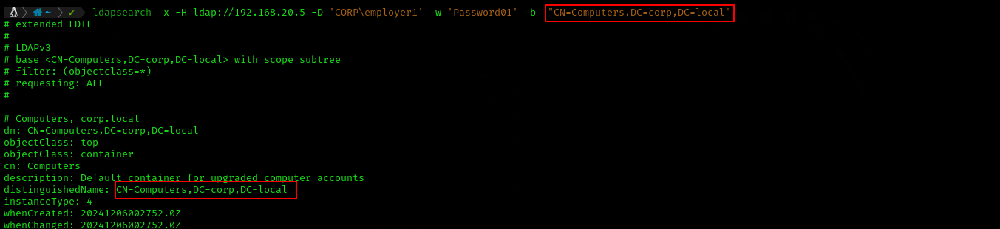 ~ ✔ ldapsearch -x -H ldap://192.168.20.5 -D 'CORP\employer1' -w 'Password01' -b "CN=Computers,DC=corp,DC=local"
# extended LDIF
#
# LDAPv3
# base <CN=Computers,DC=corp,DC=local> with scope subtree
# filter: (objectclass=*)
# requesting: ALL
#
# Computers, corp.local
dn: CN=Computers,DC=corp,DC=local
objectClass: top
objectClass: container
cn: Computers
description: Default container for upgraded computer accounts
distinguishedName: CN=Computers,DC=corp,DC=local
instanceType: 4
whenCreated: 20241206002752.0Z
whenChanged: 20241206002752.0Z